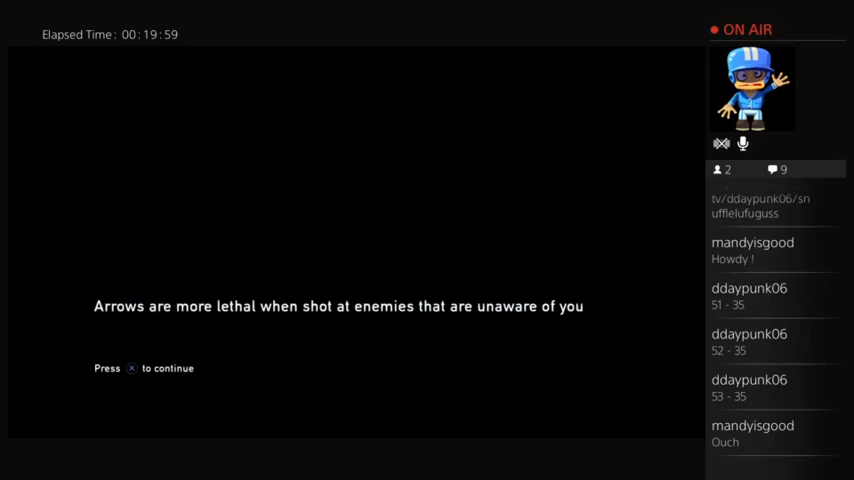 Elapsed Time: 00:19:59
ON AIR
2
9
tv/ddaypunk06/sn
ufflelufuguss
mandyisgood
Howdy !
ddaypunk06
51 - 35
ddaypunk06
52 - 35
ddaypunk06
53 - 35
mandyisgood
Ouch
Arrows are more lethal when shot at enemies that are unaware of you
Press ⓧ to continue